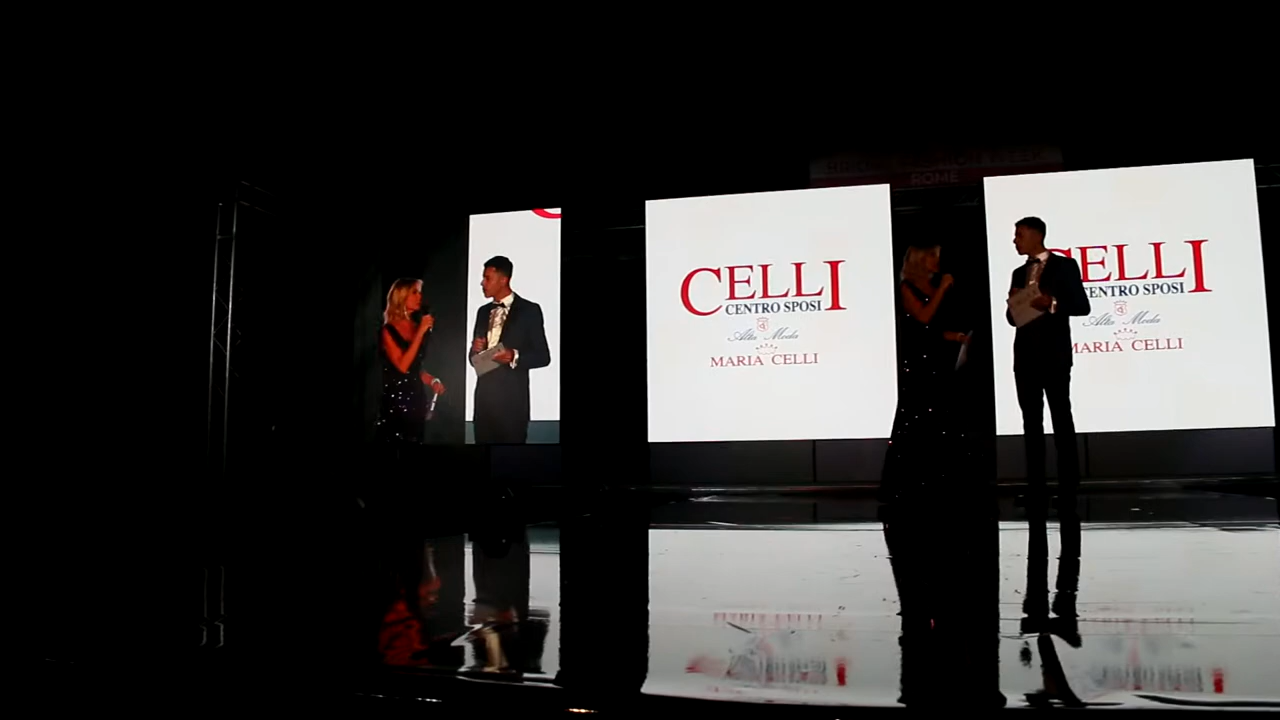 ROME
C
CELLI
CENTRO SPOSI
Alta Moda
MARIA CELLI
CELLI
CENTRO SPOSI
Alta Moda
MARIA CELLI